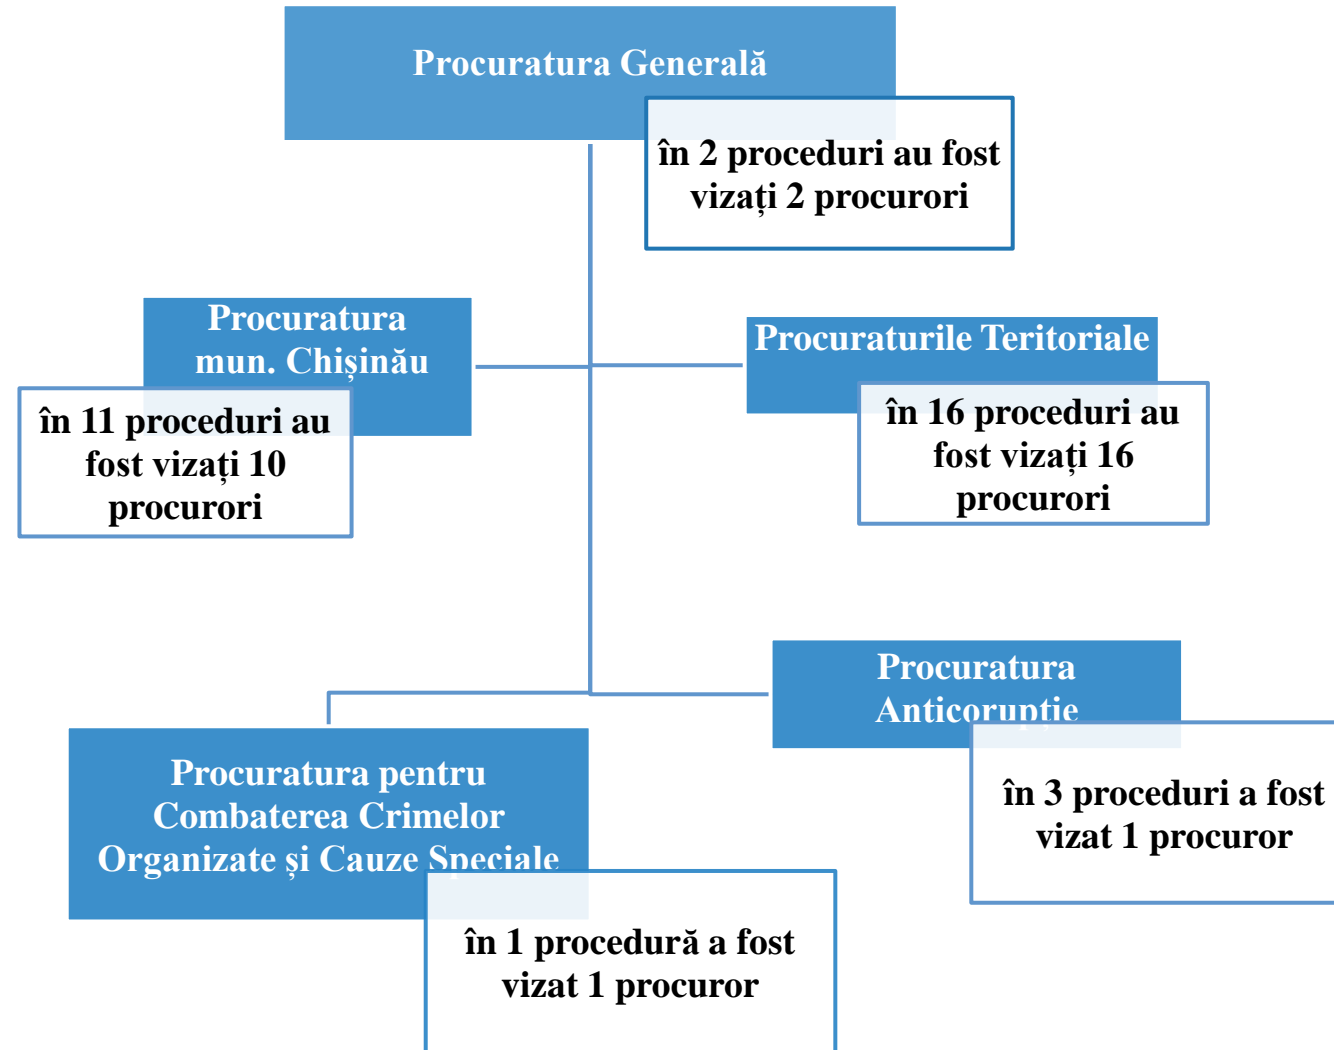 Procuratura Generală
în 2 proceduri au fost
vizați 2 procurori
Procuratura
mun. Chișinău
în 11 proceduri au
fost vizați 10
procurori
Procuraturile Teritoriale
în 16 proceduri au
fost vizați 16
procurori
Procuratura pentru
Combaterea Crimelor
Organizate și Cauze Speciale
în 1 procedură a fost
vizat 1 procuror
Procuratura
Anticorupție
în 3 proceduri a fost
vizat 1 procuror